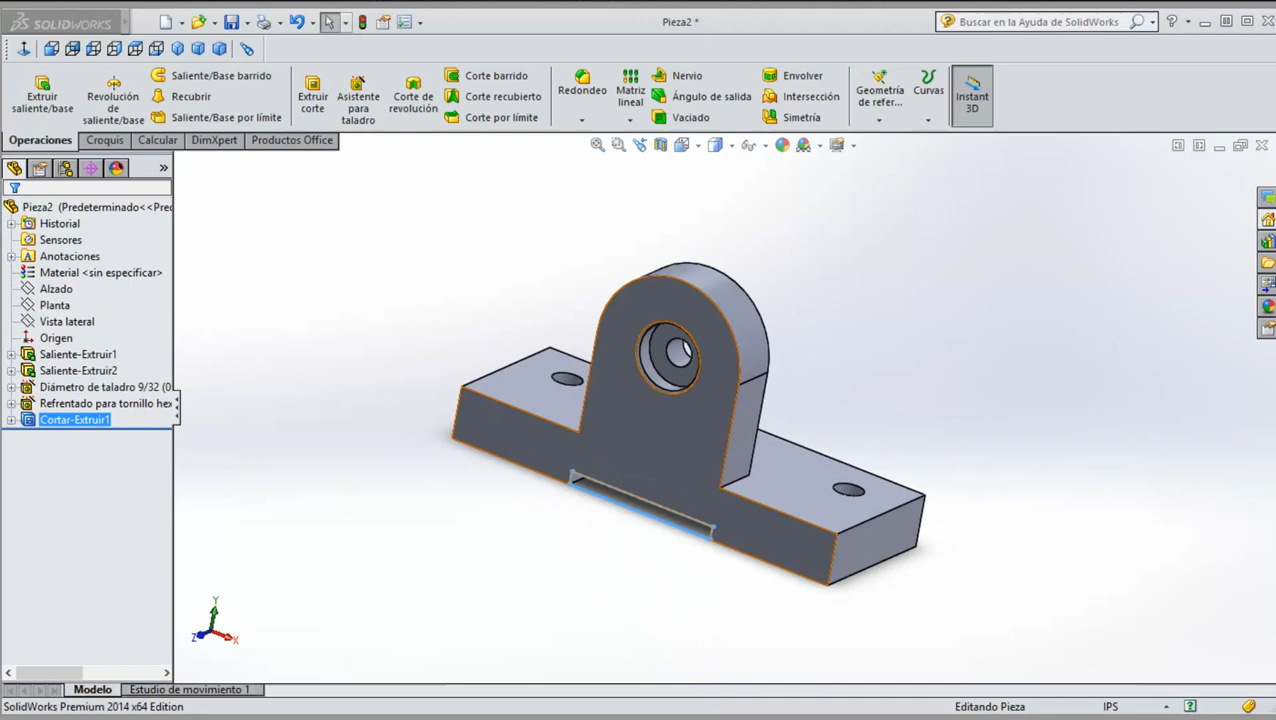 SOLIDWORKS
Pieza2 *
Buscar en la Ayuda de SolidWorks
Extruir saliente/base
Revolución de saliente/base
Saliente/Base barrido
Recubrir
Saliente/Base por límite
Extruir corte
Asistente para taladro
Corte de revolución
Corte barrido
Corte recubierto
Corte por límite
Redondeo
Matriz lineal
Nervio
Ángulo de salida
Vaciado
Envolver
Intersección
Simetría
Geometría de refer...
Curvas
Instant 3D
Operaciones
Croquis
Calcular
DimXpert
Productos Office
Pieza2 (Predeterminado<<Prec
Historial
Sensores
Anotaciones
Material <sin especificar>
Alzado
Planta
Vista lateral
Origen
Saliente-Extruir1
Saliente-Extruir2
Diámetro de taladro 9/32 (0
Refrentado para tornillo hex
Cortar-Extruir1
Y
Z
X
Modelo
Estudio de movimiento 1
SolidWorks Premium 2014 x64 Edition
Editando Pieza
IPS